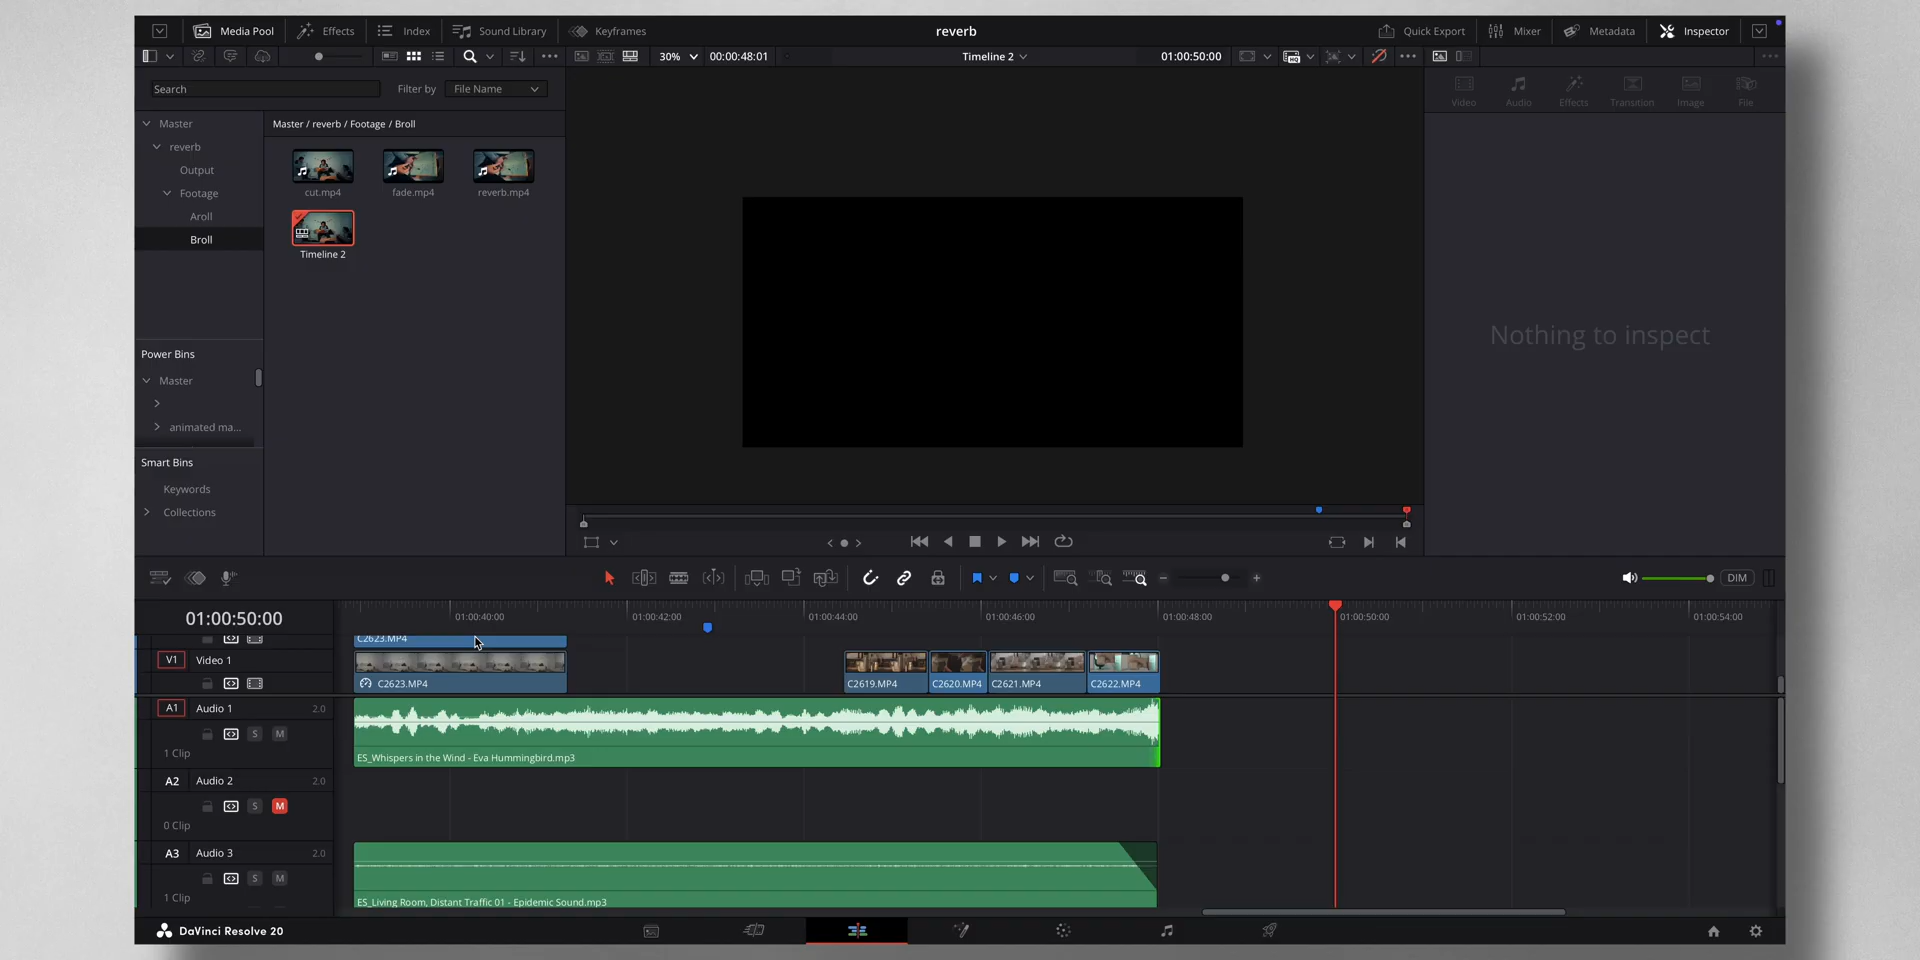 Media Pool
Effects
Index
Sound Library
Keyframes
reverb
Quick Export
Mixer
Metadata
Inspector
30%
00:00:48:01
Timeline 2
01:00:50:00
Search
Filter by
File Name
Video
Audio
Effects
Transition
Image
File
Master
reverb
Output
Footage
Aroll
Broll
Master / reverb / Footage / Broll
cut.mp4
fade.mp4
reverb.mp4
Timeline 2
Nothing to inspect
Power Bins
Master
animated ma...
Smart Bins
Keywords
Collections
DIM
01:00:50:00
01:00:40:00
01:00:42:00
01:00:44:00
01:00:46:00
01:00:48:00
01:00:50:00
01:00:52:00
01:00:54:00
C2623.MP4
V1
Video 1
C2623.MP4
C2619.MP4
C2620.MP4
C2621.MP4
C2622.MP4
A1
Audio 1
2.0
S
M
1 Clip
ES_Whispers in the Wind - Eva Hummingbird.mp3
A2
Audio 2
2.0
S
M
0 Clip
A3
Audio 3
2.0
S
M
1 Clip
ES_Living Room, Distant Traffic 01 - Epidemic Sound.mp3
DaVinci Resolve 20